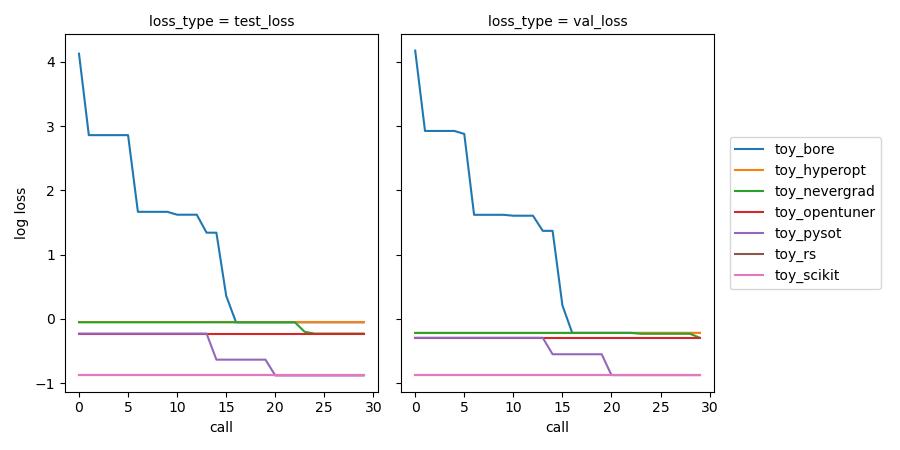 loss_type = test_loss
loss_type = val_loss
log loss
4
3
2
1
0
−1
0 5 10 15 20 25 30
0 5 10 15 20 25 30
call
call
toy_bore
toy_hyperopt
toy_nevergrad
toy_opentuner
toy_pysot
toy_rs
toy_scikit